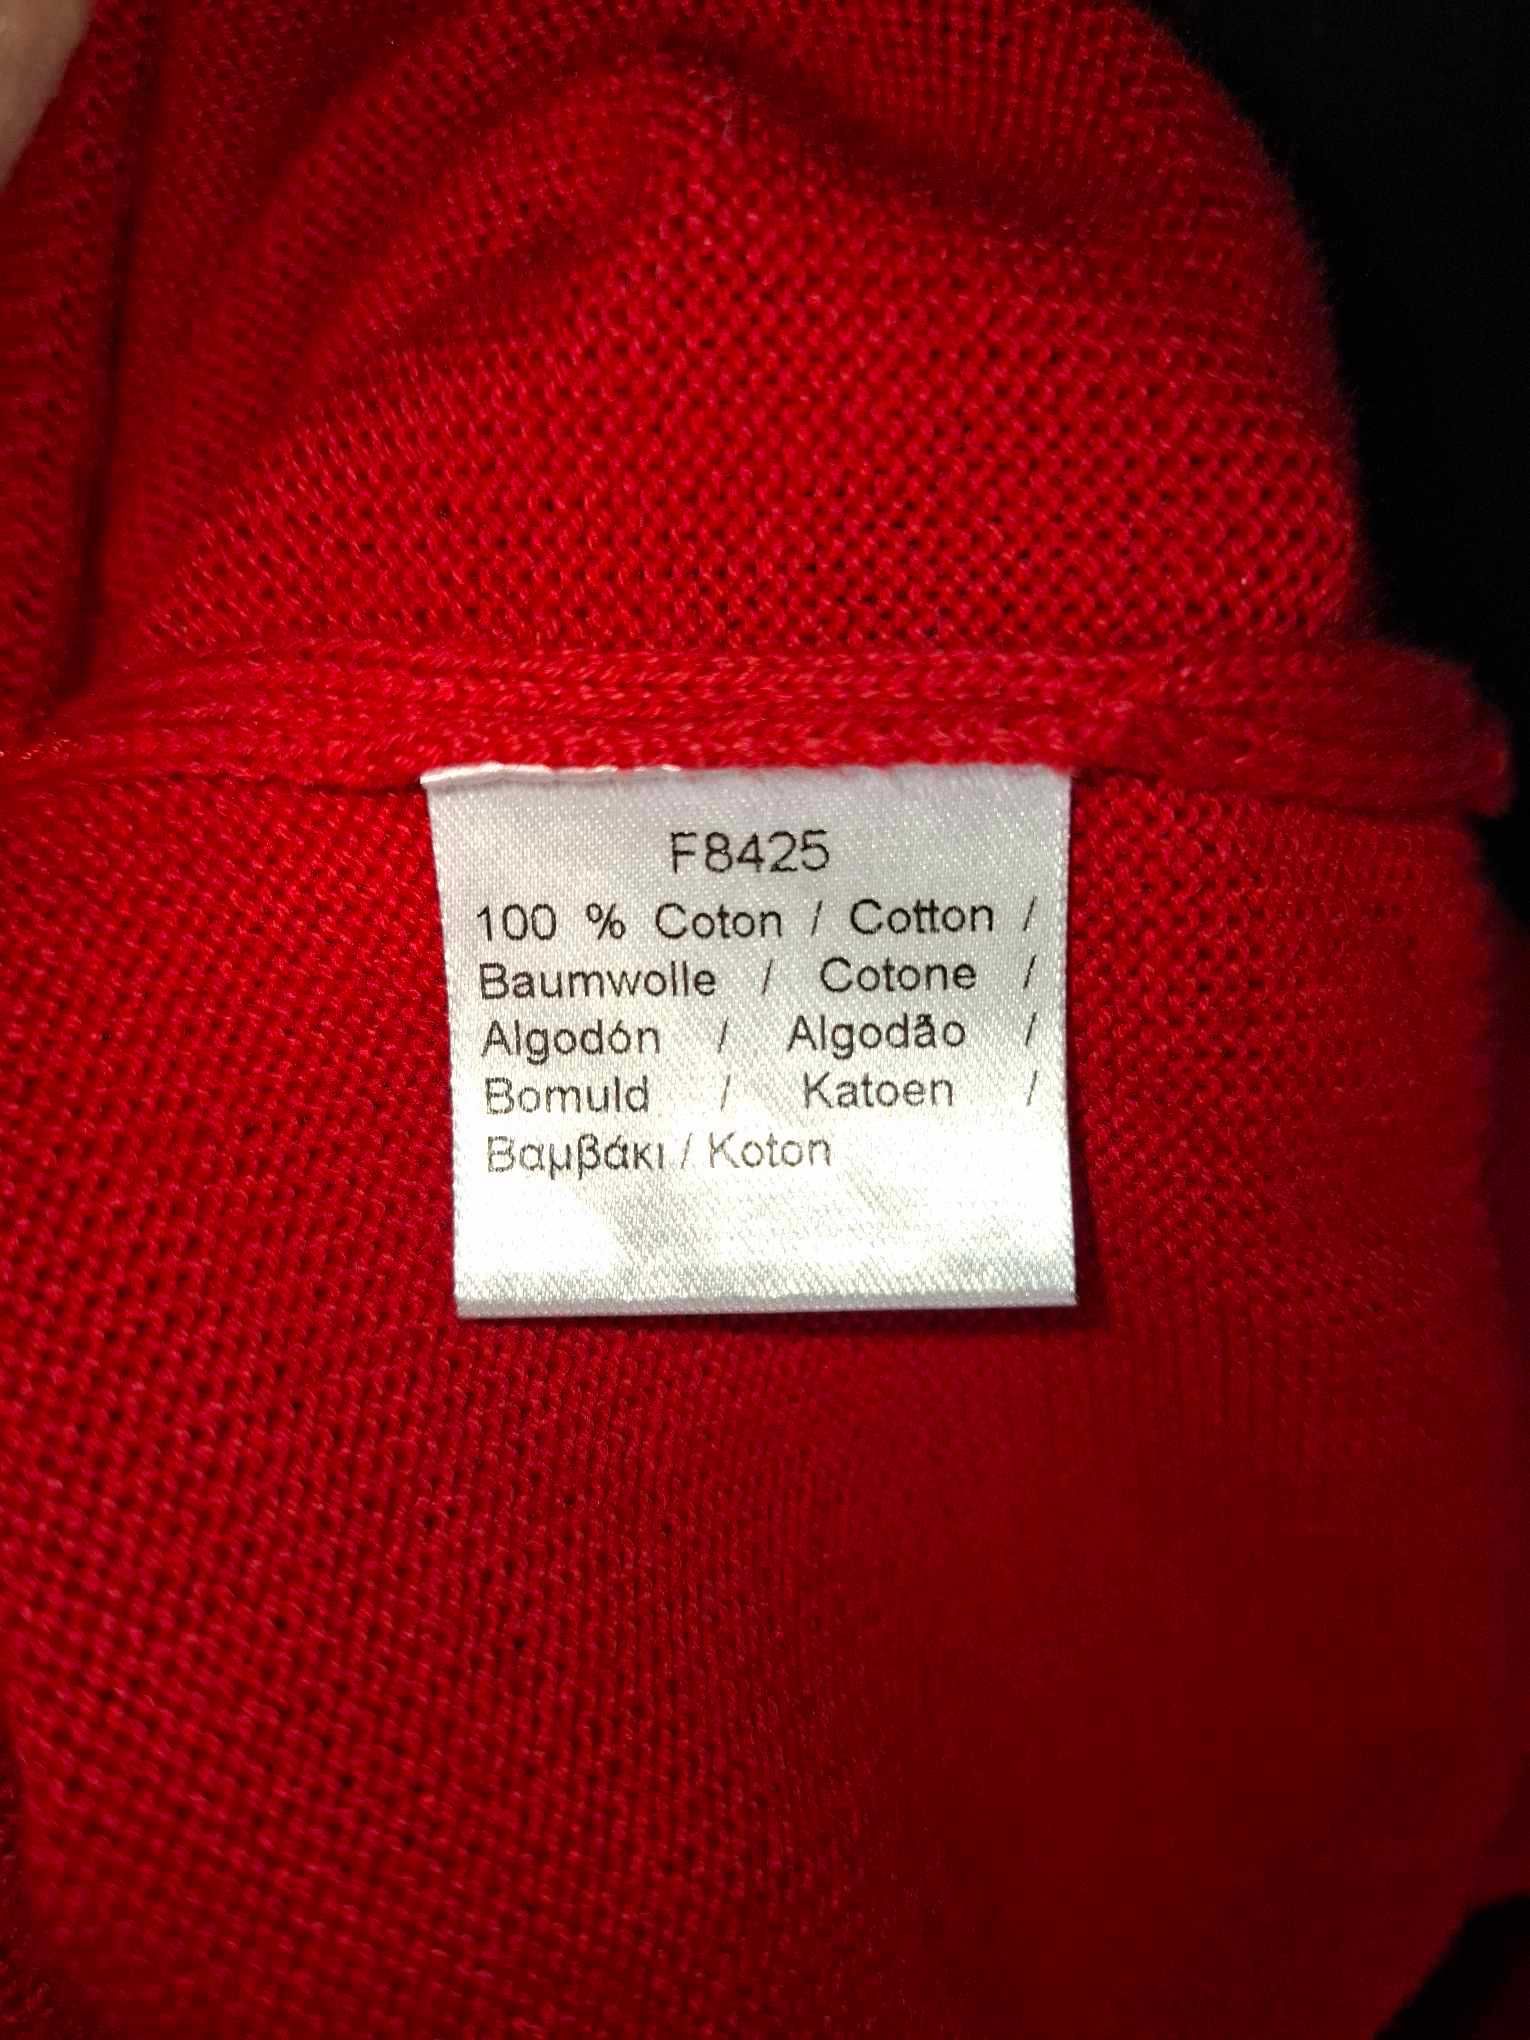 F8425
100 % Coton / Cotton /
Baumwolle / Cotone /
Algodón / Algodão /
Bomuld / Katoen /
Βαμβάκι / Koton